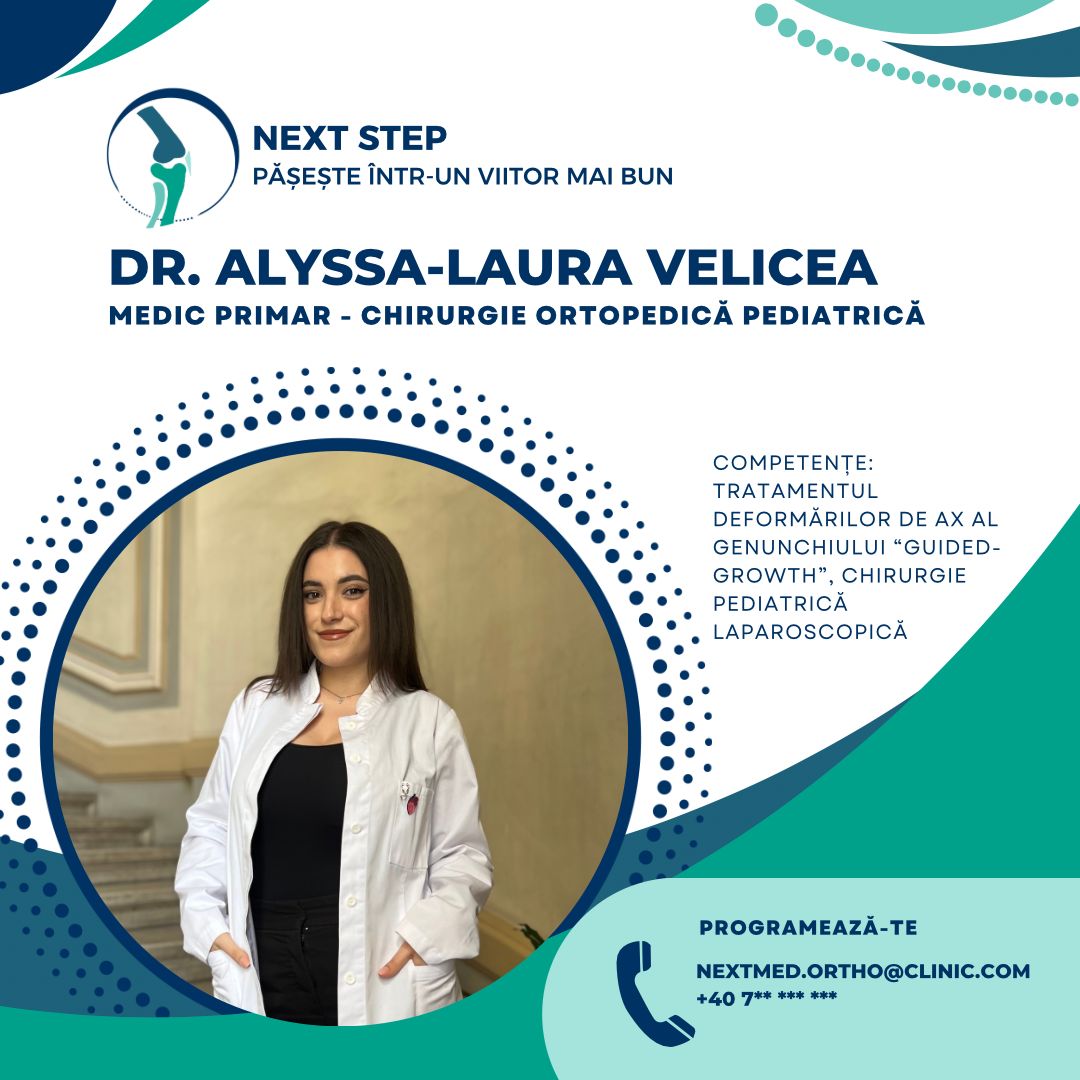 NEXT STEP
PĂȘEȘTE ÎNTR-UN VIITOR MAI BUN
DR. ALYSSA-LAURA VELICEA
MEDIC PRIMAR - CHIRURGIE ORTOPEDICĂ PEDIATRICĂ
COMPETENȚE:
TRATAMENTUL
DEFORMĂRILOR DE AX AL
GENUNCHIULUI “GUIDED-
GROWTH”, CHIRURGIE
PEDIATRICĂ
LAPAROSCOPICĂ
PROGRAMEAZĂ-TE
NEXTMED.ORTHO@CLINIC.COM
+40 7** *** ***